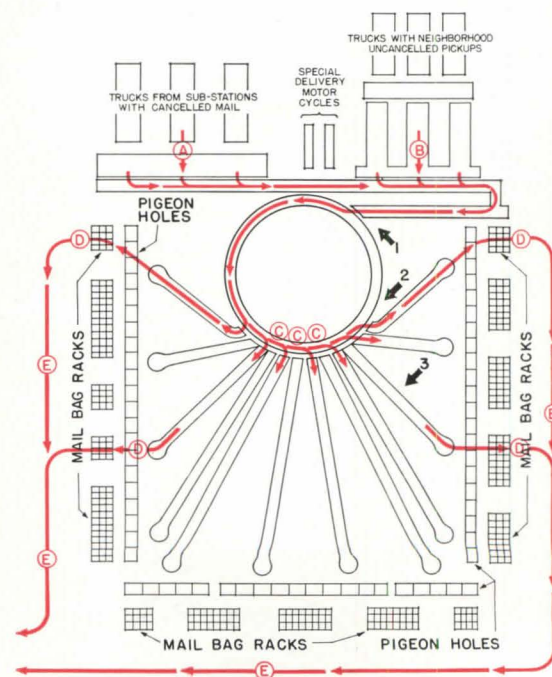 TRUCKS WITH NEIGHBORHOOD
UNCANCELLED PICKUPS
SPECIAL
DELIVERY
MOTOR
CYCLES
TRUCKS FROM SUB-STATIONS
WITH CANCELLED MAIL
A
B
PIGEON
HOLES
1
D
D
2
C C C
3
E
MAIL BAG RACKS
MAIL BAG RACKS
E
D
D
E
MAIL BAG RACKS
PIGEON HOLES
E